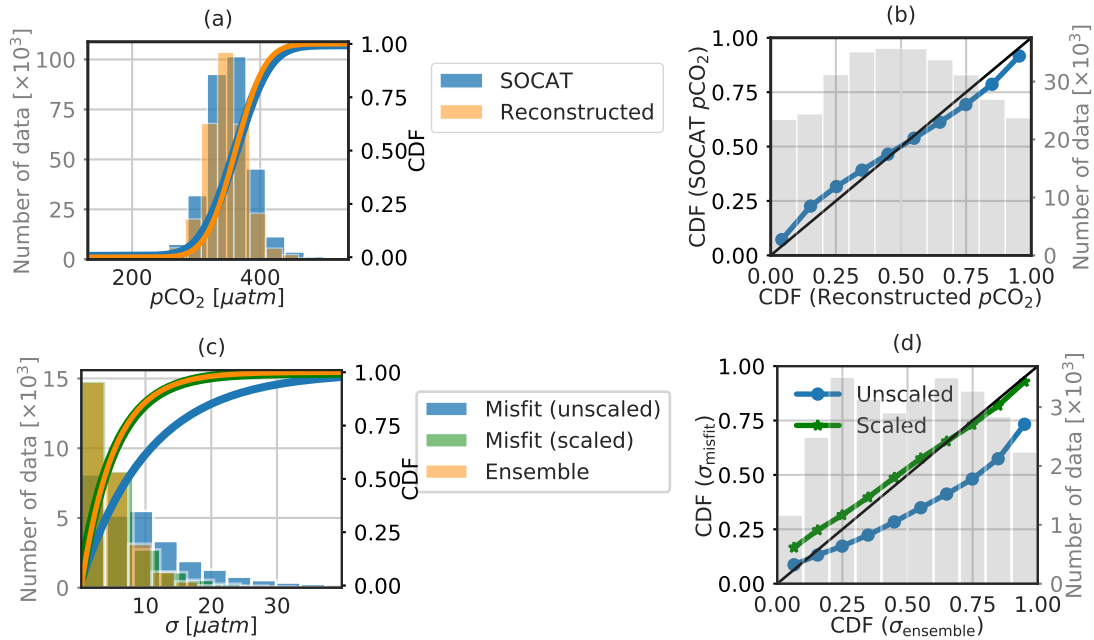 (a)
Number of data [×10³]
100
75
50
25
0
200
400
pCO₂ [μatm]
1.00
0.75
0.50
0.25
0.00
CDF
SOCAT
Reconstructed
(b)
CDF (SOCAT pCO₂)
1.00
0.75
0.50
0.25
0.00
0.00
0.25
0.50
0.75
1.00
CDF (Reconstructed pCO₂)
30
20
10
0
Number of data [×10³]
(c)
Number of data [×10³]
15
10
5
0
10
20
30
σ [μatm]
1.00
0.75
0.50
0.25
0.00
CDF
Misfit (unscaled)
Misfit (scaled)
Ensemble
(d)
CDF (σmisfit)
1.00
0.75
0.50
0.25
0.00
Unscaled
Scaled
0.00
0.25
0.50
0.75
1.00
CDF (σensemble)
3
2
1
0
Number of data [×10³]